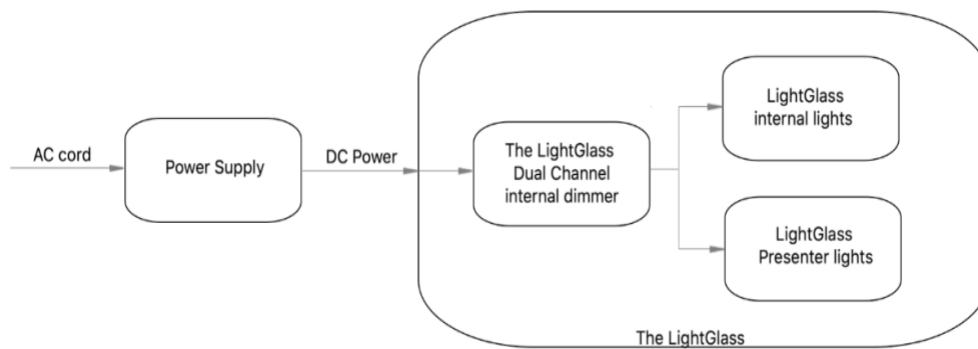 AC cord
Power Supply
DC Power
The LightGlass
Dual Channel
internal dimmer
LightGlass
internal lights
LightGlass
Presenter lights
The LightGlass